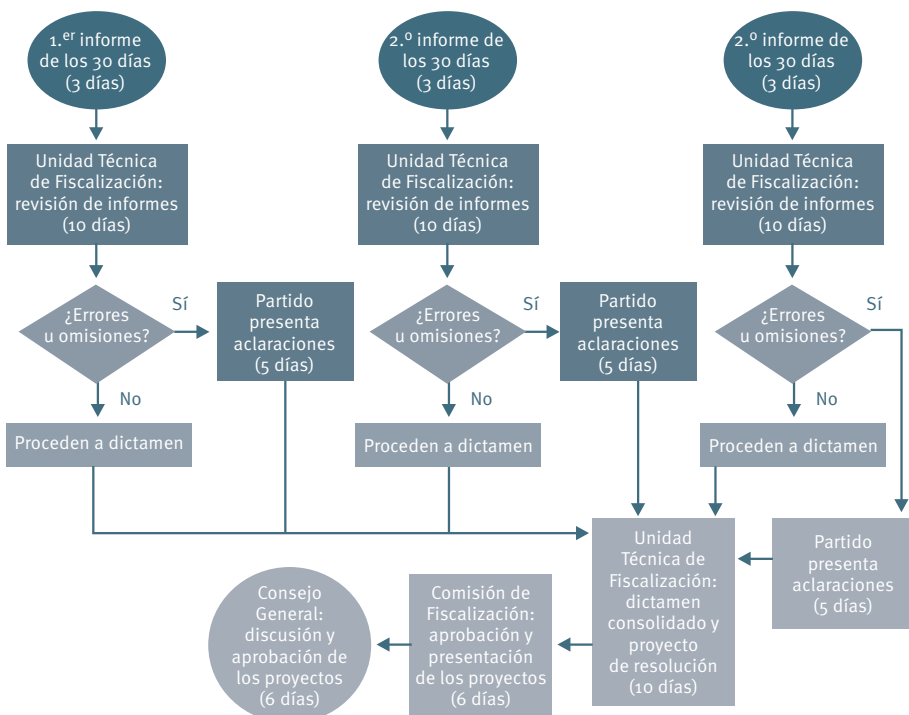 1.er informe
de los 30 días
(3 días)
2.º informe de
los 30 días
(3 días)
2.º informe de
los 30 días
(3 días)
Unidad Técnica
de Fiscalización:
revisión de informes
(10 días)
Unidad Técnica
de Fiscalización:
revisión de informes
(10 días)
Unidad Técnica
de Fiscalización:
revisión de informes
(10 días)
¿Errores
u omisiones?
Sí
Partido
presenta
aclaraciones
(5 días)
¿Errores
u omisiones?
Sí
Partido
presenta
aclaraciones
(5 días)
¿Errores
u omisiones?
Sí
No
No
No
Proceden a dictamen
Proceden a dictamen
Proceden a dictamen
Consejo
General:
discusión y
aprobación de
los proyectos
(6 días)
Comisión de
Fiscalización:
aprobación y
presentación
de los proyectos
(6 días)
Unidad
Técnica de
Fiscalización:
dictamen
consolidado y
proyecto
de resolución
(10 días)
Partido
presenta
aclaraciones
(5 días)